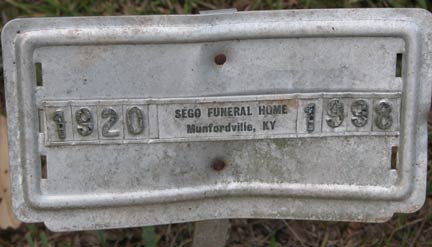 1920 SEGO FUNERAL HOME 1998
Munfordville, KY